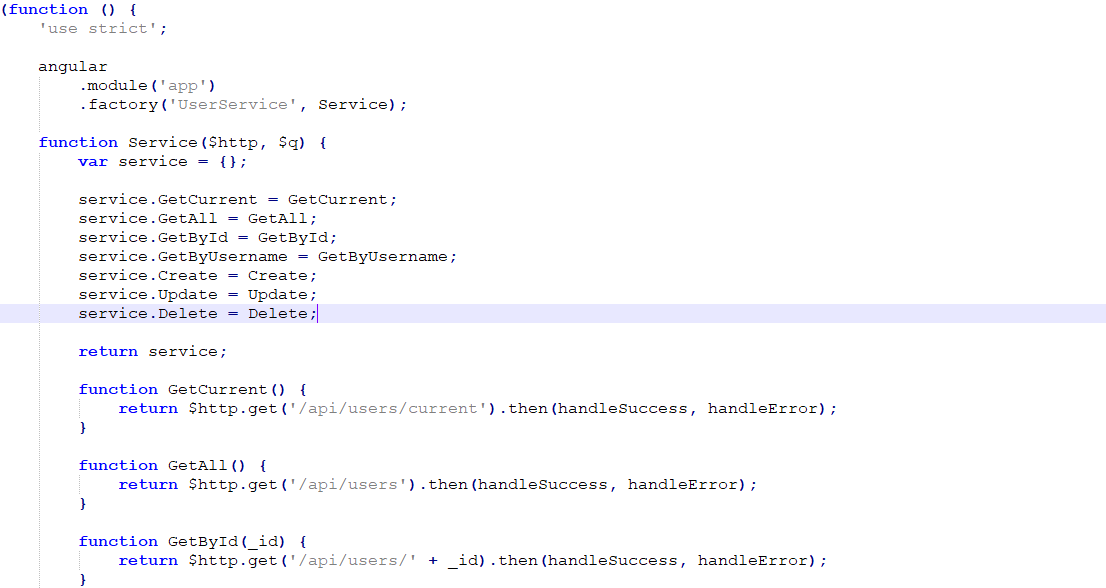 (function () {
    'use strict';

    angular
        .module('app')
        .factory('UserService', Service);

    function Service($http, $q) {
        var service = {};

        service.GetCurrent = GetCurrent;
        service.GetAll = GetAll;
        service.GetById = GetById;
        service.GetByUsername = GetByUsername;
        service.Create = Create;
        service.Update = Update;
        service.Delete = Delete;

        return service;

        function GetCurrent() {
            return $http.get('/api/users/current').then(handleSuccess, handleError);
        }

        function GetAll() {
            return $http.get('/api/users').then(handleSuccess, handleError);
        }

        function GetById(_id) {
            return $http.get('/api/users/' + _id).then(handleSuccess, handleError);
        }